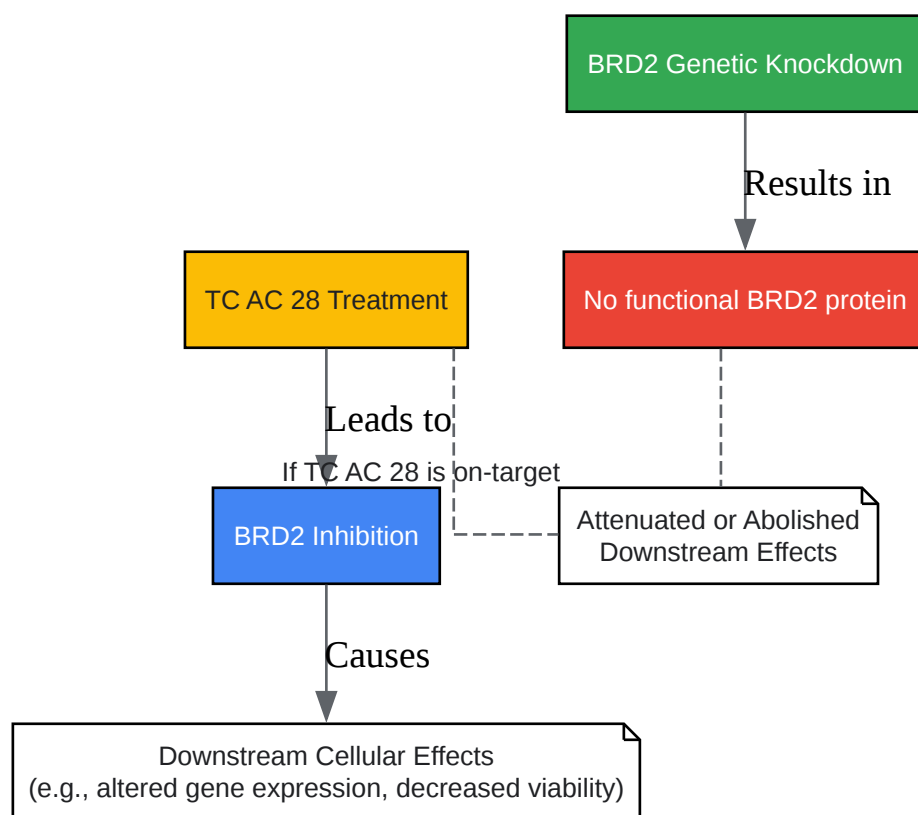 BRD2 Genetic Knockdown
Results in
TC AC 28 Treatment
No functional BRD2 protein
Leads to
If TC AC 28 is on-target
BRD2 Inhibition
Attenuated or Abolished
Downstream Effects
Causes
Downstream Cellular Effects
(e.g., altered gene expression, decreased viability)